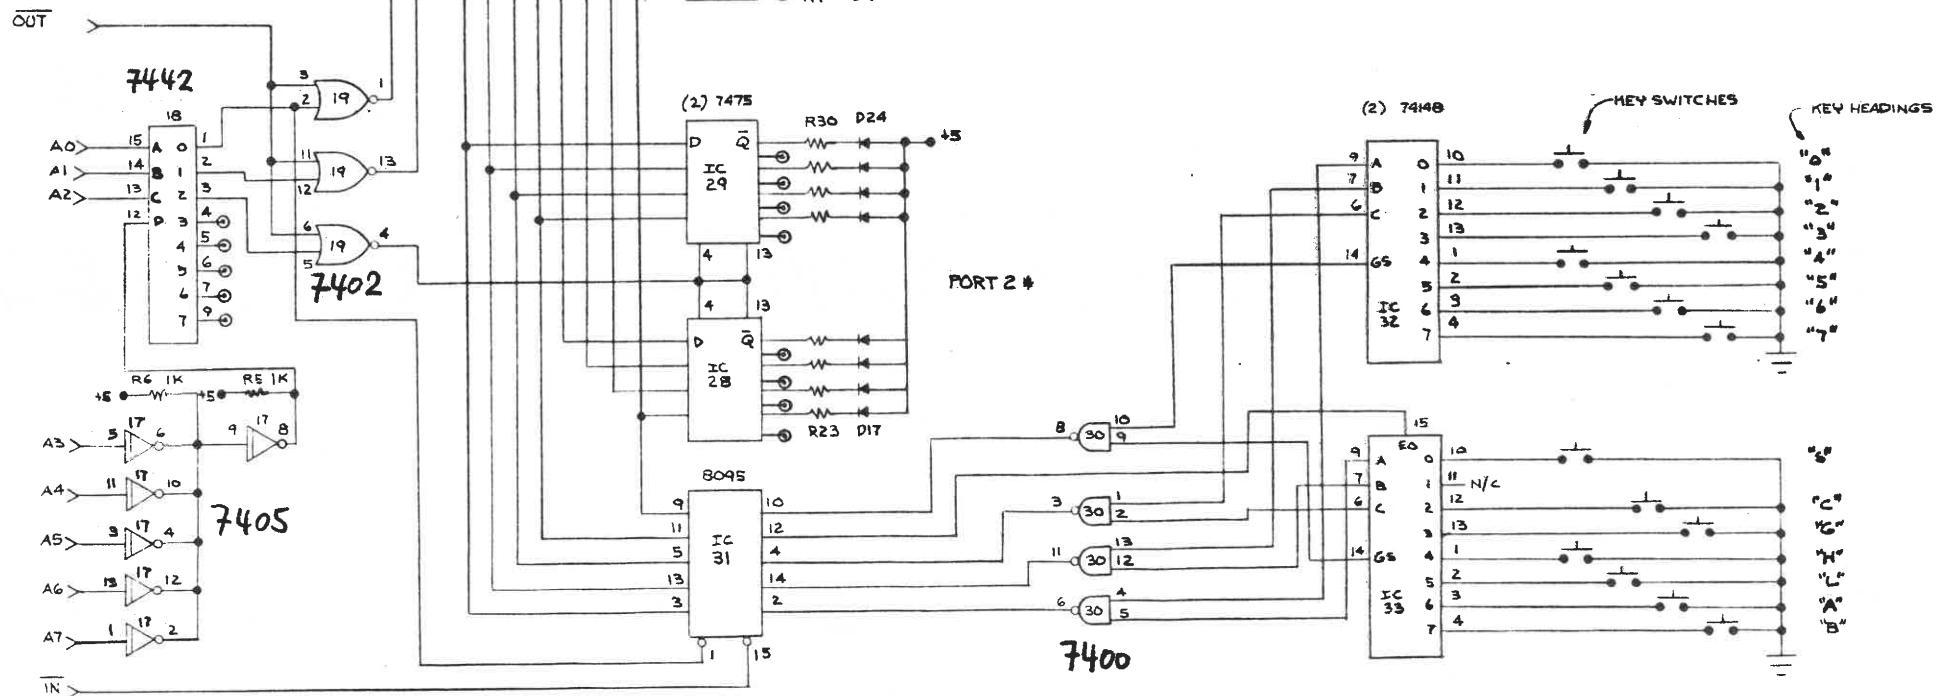 OUT
7442
18
A0
A1
A2
15 A 0 1
14 B 1 2
13 C 2 3
12 D 3 4
4 5
5 6
6 7
7 9
3
2
19
1
11
12
19
13
6
5
19
4
7402
R6 1K
R5 1K
+5
+5
A3 5 17 6
9 17 8
A4 11 17 10
A5 3 17 4
A6 13 17 12
A7 1 17 2
7405
IN
(2) 7475
D Q
IC
29
4 13
R30 D24
+5
4 13
D Q
IC
28
R23 D17
PORT 2 *
8095
9 10
11 12
5 4
13 14
3 2
IC
31
1 15
8 30 10
9
3 30 1
2
11 30 13
12
6 30 4
5
7400
(2) 74148
KEY SWITCHES
KEY HEADINGS
9 A 0 10 "0"
7 B 1 11 "1"
6 C 2 12 "2"
3 13 "3"
14 GS 4 1 "4"
5 2 "5"
IC
32
6 3 "6"
7 4 "7"
15
EO
9 A 0 10 "S"
7 B 1 11 N/C
6 C 2 12 "C"
3 13 "G"
14 GS 4 1 "H"
5 2 "L"
IC
33
6 3 "A"
7 4 "B"